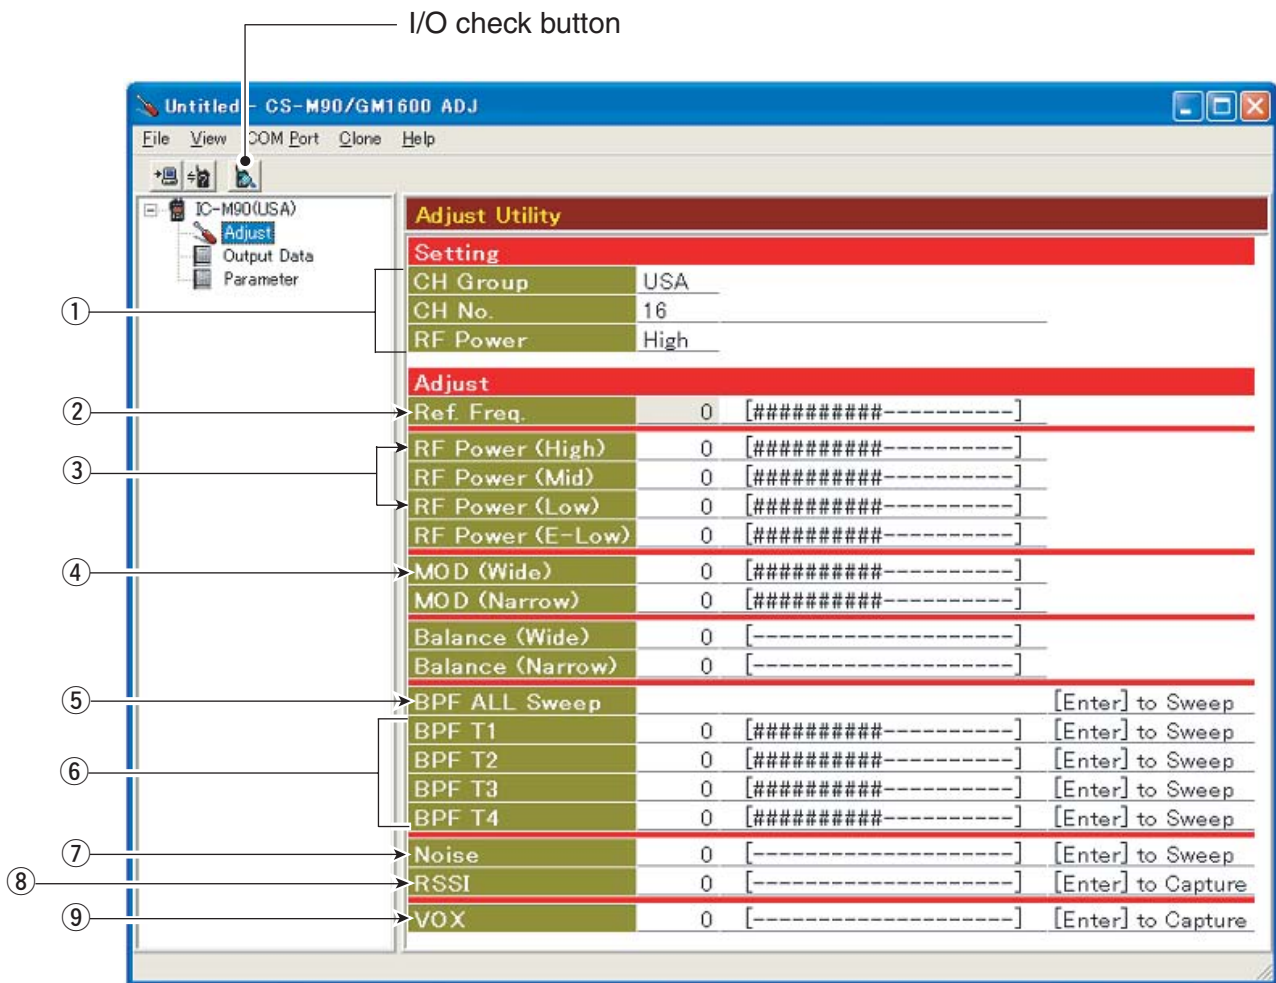 I/O check button
Untitled - CS-M90/GM1600 ADJ
File View COM Port Clone Help
IC-M90(USA)
Adjust
Output Data
Parameter
Adjust Utility
Setting
① CH Group USA
CH No. 16
RF Power High
Adjust
② Ref. Freq. 0 [##########----------]
③ RF Power (High) 0 [##########----------]
RF Power (Mid) 0 [##########----------]
RF Power (Low) 0 [##########----------]
RF Power (E-Low) 0 [##########----------]
④ MOD (Wide) 0 [##########----------]
MOD (Narrow) 0 [##########----------]
Balance (Wide) 0 [--------------------]
Balance (Narrow) 0 [--------------------]
⑤ BPF ALL Sweep [Enter] to Sweep
⑥ BPF T1 0 [##########----------] [Enter] to Sweep
BPF T2 0 [##########----------] [Enter] to Sweep
BPF T3 0 [##########----------] [Enter] to Sweep
BPF T4 0 [##########----------] [Enter] to Sweep
⑦ Noise 0 [--------------------] [Enter] to Sweep
⑧ RSSI 0 [--------------------] [Enter] to Capture
⑨ VOX 0 [--------------------] [Enter] to Capture